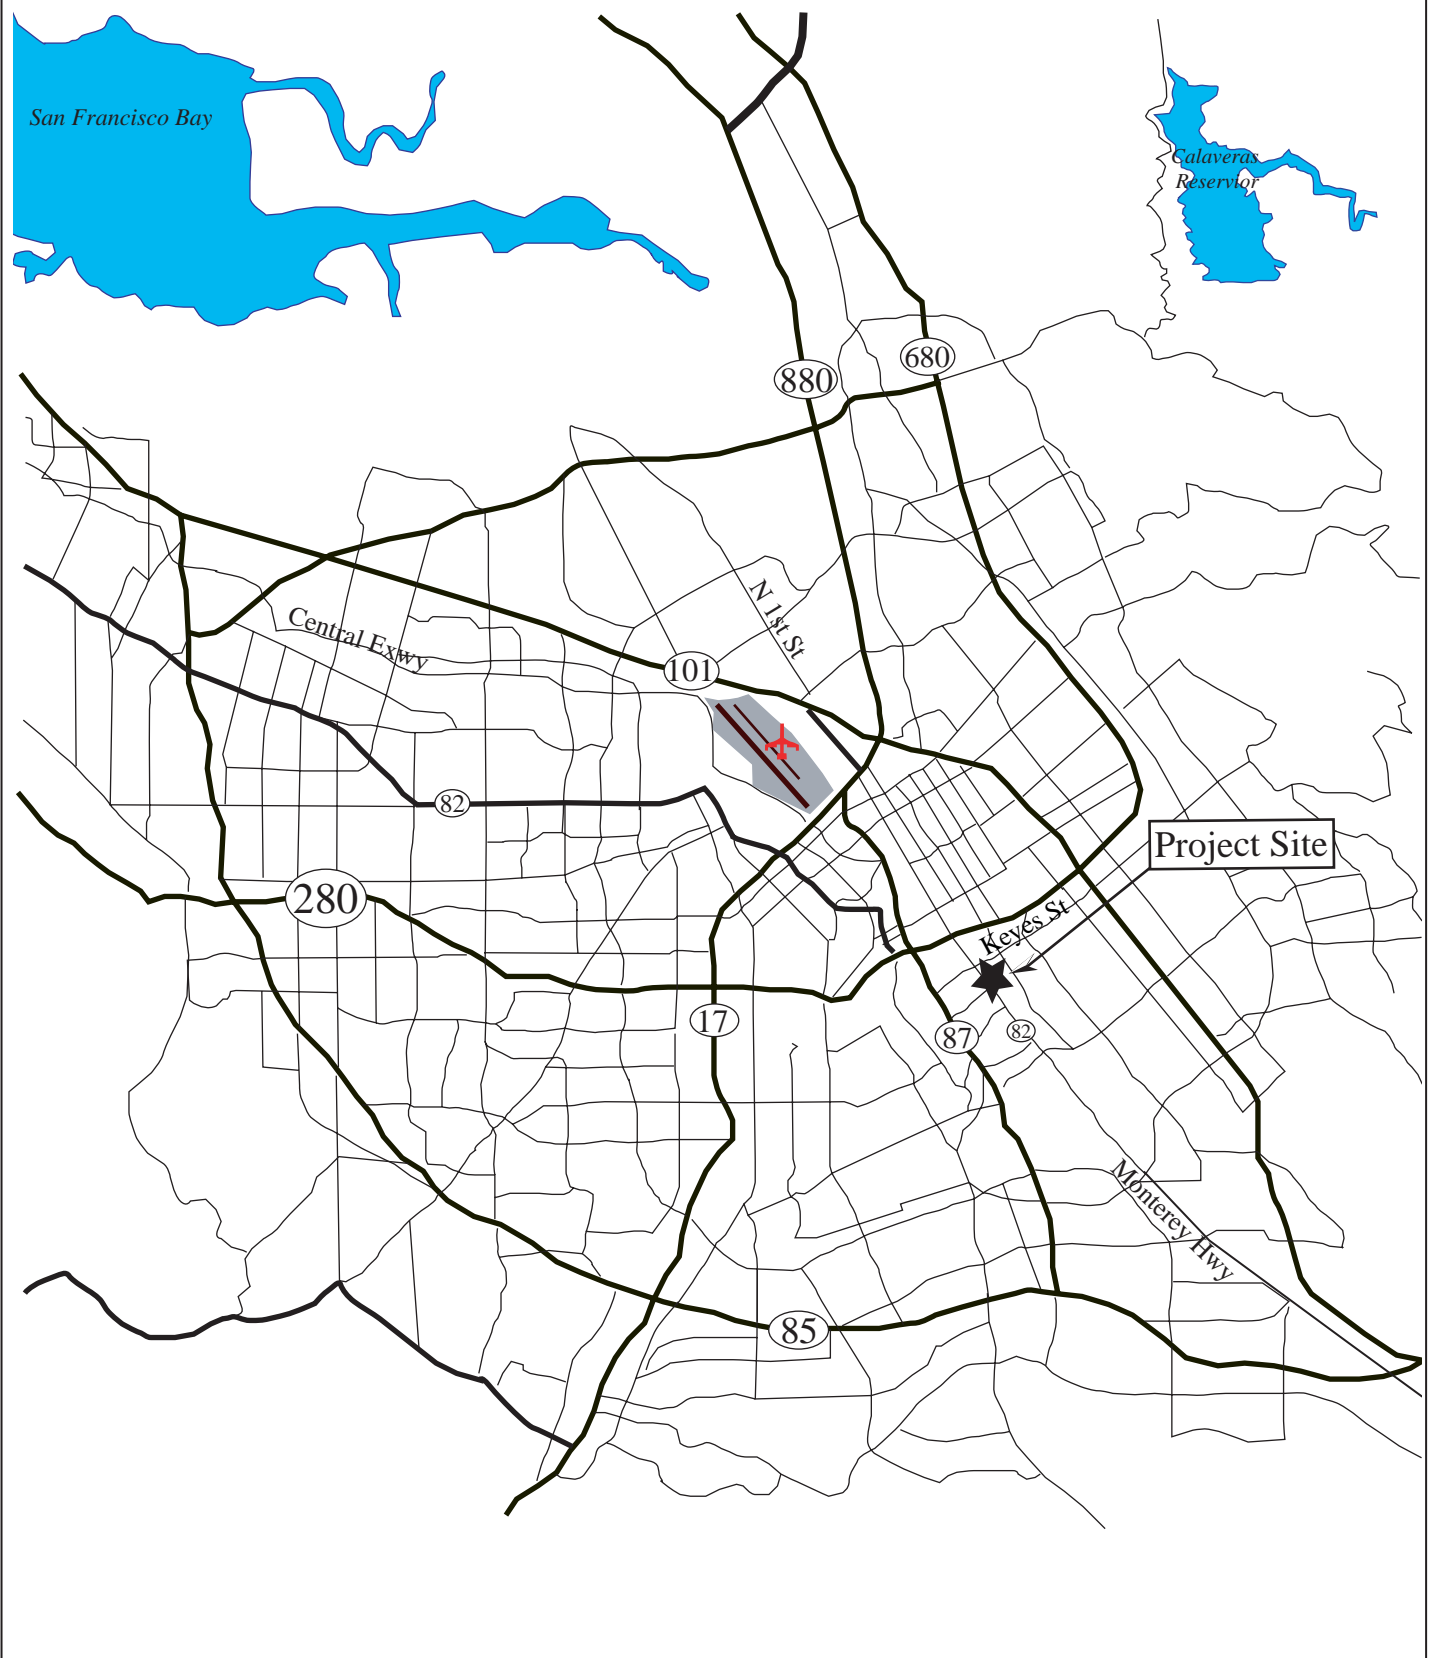 San Francisco Bay
Calaveras
Reservior
680
880
N 1st St
Central Exwy
101
82
Project Site
280
Keyes St
17
87
82
Monterey Hwy
85